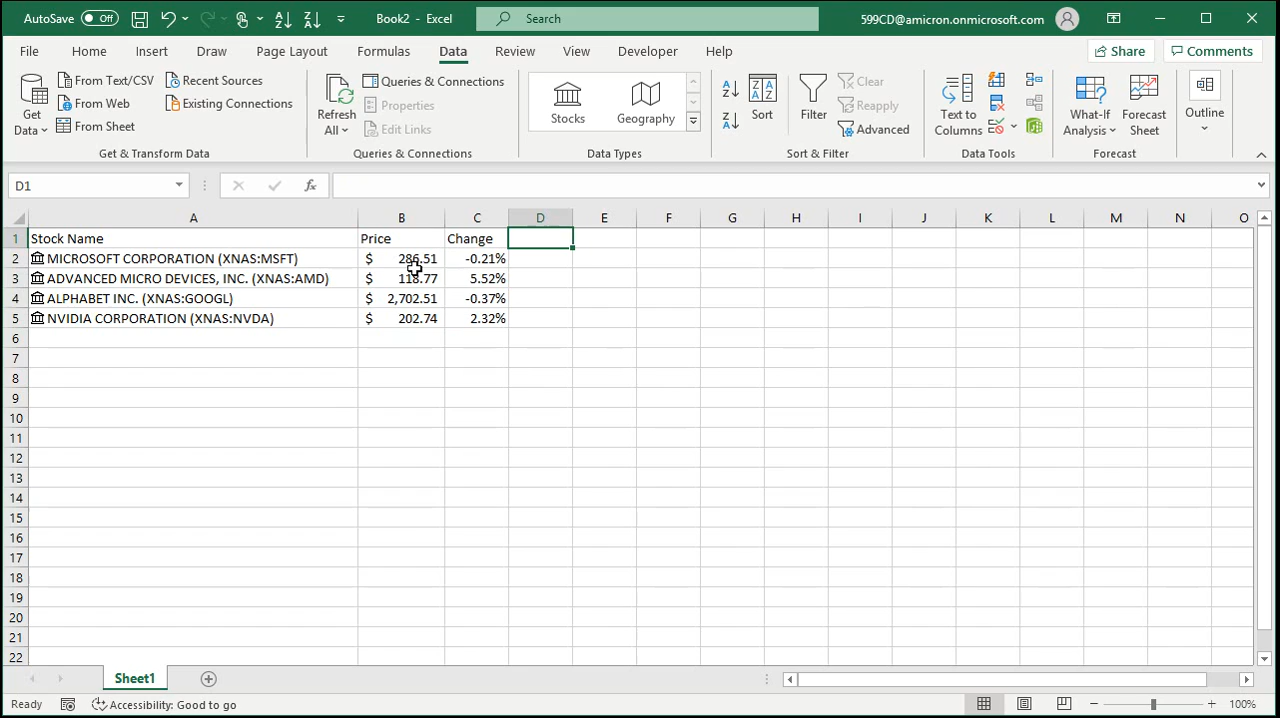 AutoSave Off Book2 - Excel Search 599CD@amicron.onmicrosoft.com
File Home Insert Draw Page Layout Formulas Data Review View Developer Help Share Comments
Get Data From Text/CSV From Web From Sheet Recent Sources Existing Connections
Get & Transform Data
Refresh All Queries & Connections Properties Edit Links
Queries & Connections
Stocks Geography
Data Types
Sort Filter Clear Reapply Advanced
Sort & Filter
Text to Columns
Data Tools
What-If Analysis Forecast Sheet
Forecast
Outline
D1 fx
A B C D E F G H I J K L M N O
1 Stock Name Price Change
2 MICROSOFT CORPORATION (XNAS:MSFT) $ 286.51 -0.21%
3 ADVANCED MICRO DEVICES, INC. (XNAS:AMD) $ 118.77 5.52%
4 ALPHABET INC. (XNAS:GOOGL) $ 2,702.51 -0.37%
5 NVIDIA CORPORATION (XNAS:NVDA) $ 202.74 2.32%
6
7
8
9
10
11
12
13
14
15
16
17
18
19
20
21
22
Sheet1
Ready Accessibility: Good to go 100%